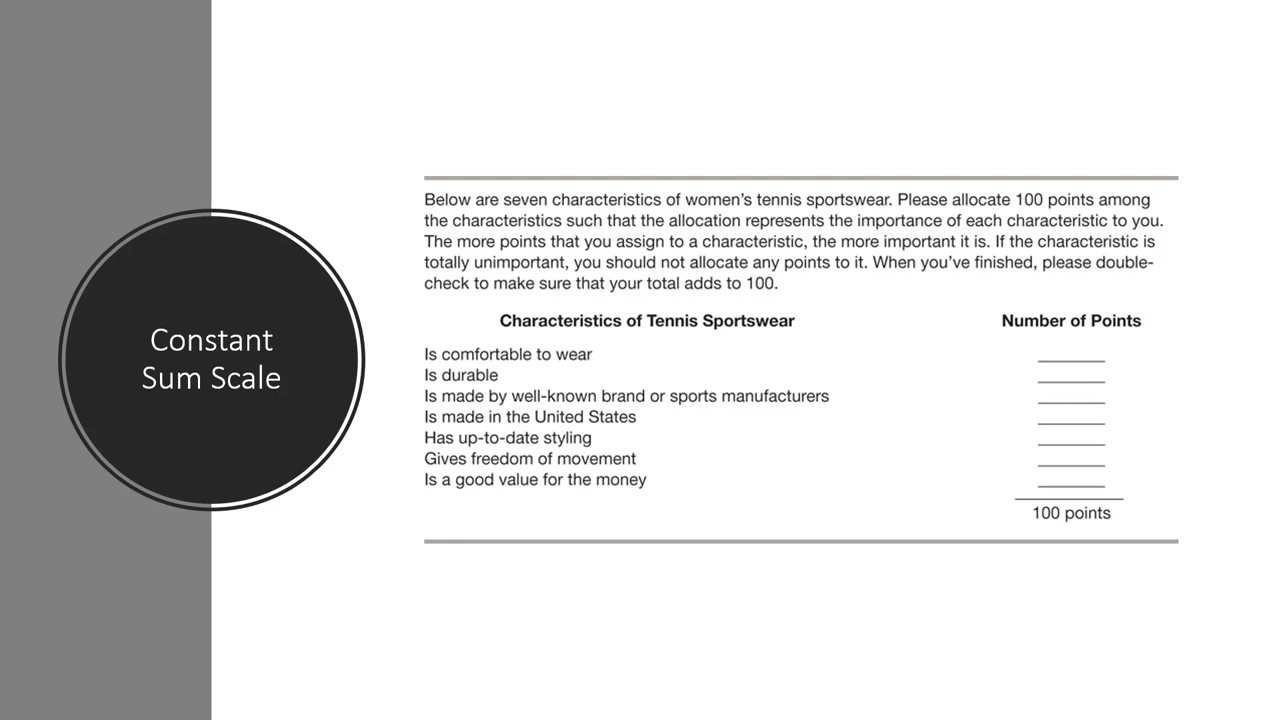 Constant
Sum Scale
Below are seven characteristics of women's tennis sportswear. Please allocate 100 points among
the characteristics such that the allocation represents the importance of each characteristic to you.
The more points that you assign to a characteristic, the more important it is. If the characteristic is
totally unimportant, you should not allocate any points to it. When you've finished, please double-
check to make sure that your total adds to 100.
Characteristics of Tennis Sportswear Number of Points
Is comfortable to wear
Is durable
Is made by well-known brand or sports manufacturers
Is made in the United States
Has up-to-date styling
Gives freedom of movement
Is a good value for the money
100 points